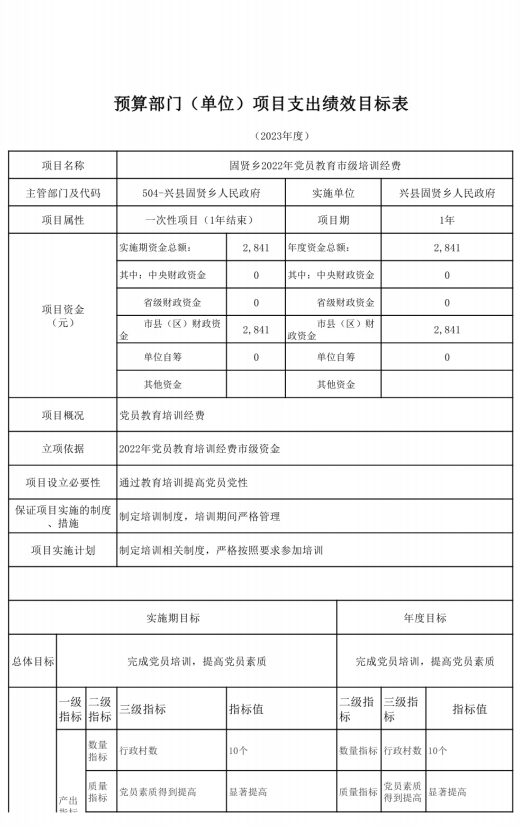 预算部门（单位）项目支出绩效目标表
（2023年度）
项目名称 固贤乡2022年党员教育市级培训经费
主管部门及代码 504-兴县固贤乡人民政府 实施单位 兴县固贤乡人民政府
项目属性 一次性项目（1年结束） 项目期 1年
项目资金
（元）
实施期资金总额： 2,841 年度资金总额： 2,841
其中：中央财政资金 0 其中：中央财政资金 0
省级财政资金 0 省级财政资金 0
市县（区）财政资
金 2,841 市县（区）财
政资金 2,841
单位自筹 0 单位自筹 0
其他资金 其他资金
项目概况 党员教育培训经费
立项依据 2022年党员教育培训经费市级资金
项目设立必要性 通过教育培训提高党员党性
保证项目实施的制度
、措施 制定培训制度，培训期间严格管理
项目实施计划 制定培训相关制度，严格按照要求参加培训
实施期目标 年度目标
总体目标 完成党员培训，提高党员素质 完成党员培训，提高党员素质
一级
指标 二级
指标 三级指标 指标值 二级指
标 三级指
标 指标值
数量
指标 行政村数 10个 数量指标 行政村数 10个
产出
指标
质量
指标 党员素质得到提高 显著提高 质量指标 党员素质
得到提高 显著提高